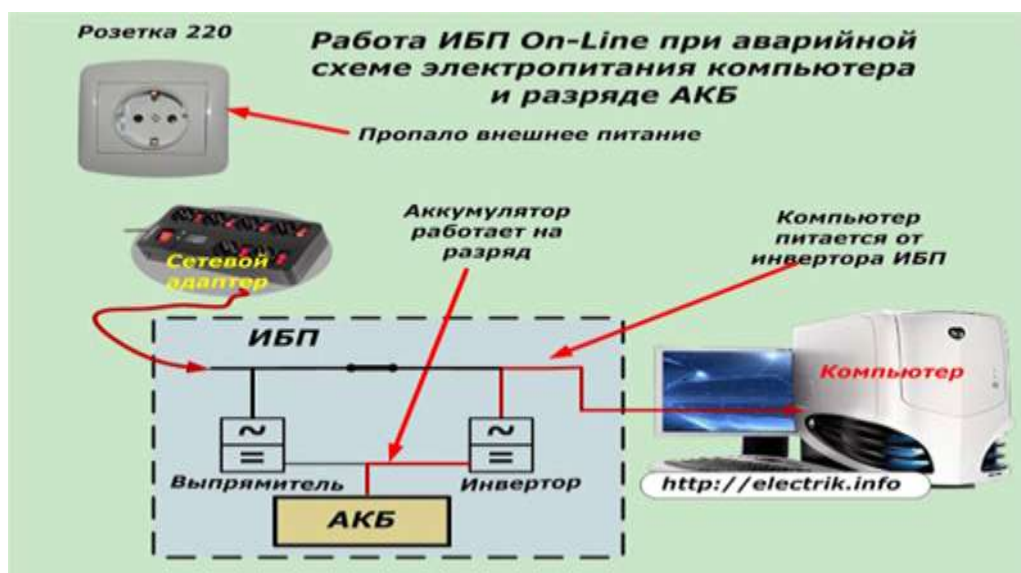 Розетка 220
Работа ИБП On-Line при аварийной
схеме электропитания компьютера
и разряде АКБ
Пропало внешнее питание
Аккумулятор
работает на
разряд
Компьютер
питается от
инвертора ИБП
Сетевой
адаптер
ИБП
Компьютер
~
=
~
=
Выпрямитель
Инвертор
http://electrik.info
АКБ